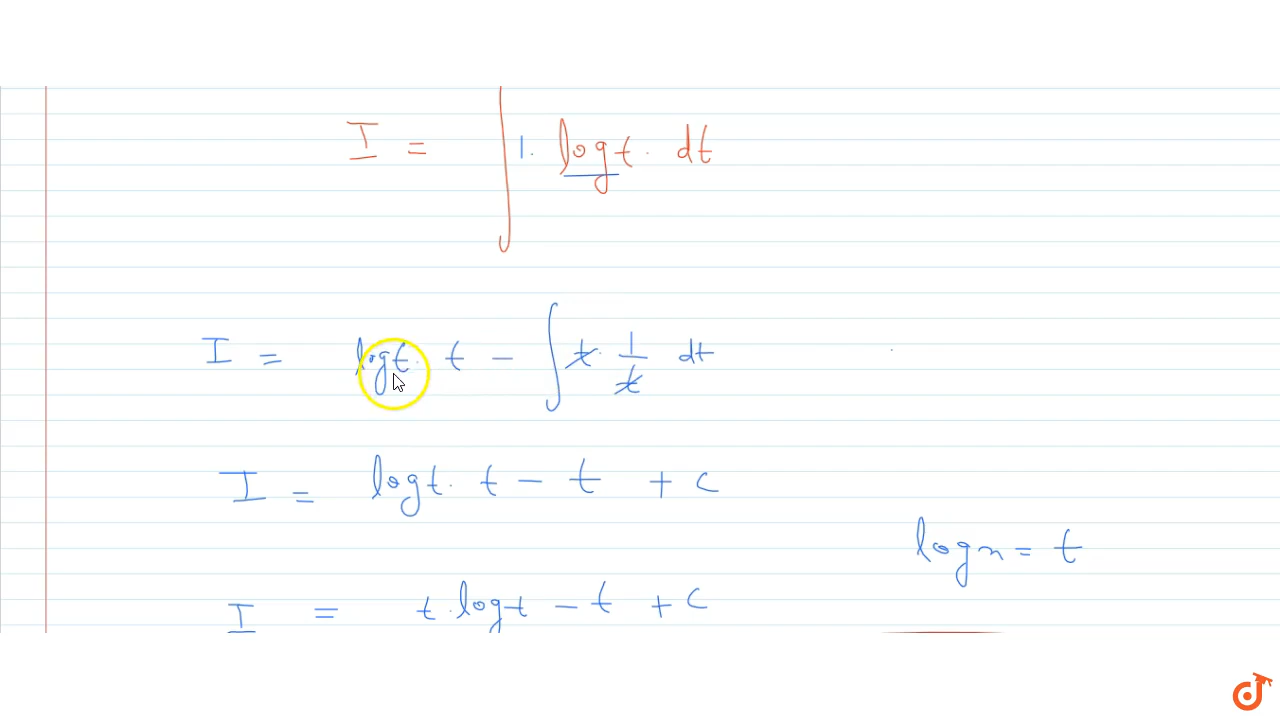 I = ∫ 1. log t. dt
I = log t. t - ∫ t. 1/t dt
I = log t. t - t + c
log x = t
I = t. log t - t + c